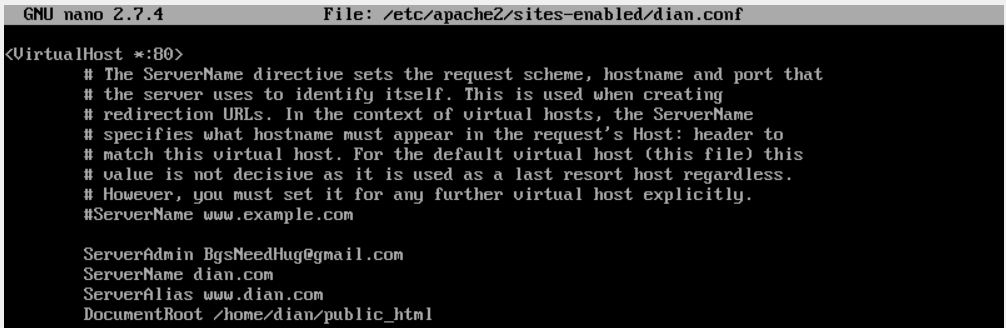 GNU nano 2.7.4 File: /etc/apache2/sites-enabled/dian.conf
<VirtualHost *:80>
# The ServerName directive sets the request scheme, hostname and port that
# the server uses to identify itself. This is used when creating
# redirection URLs. In the context of virtual hosts, the ServerName
# specifies what hostname must appear in the request's Host: header to
# match this virtual host. For the default virtual host (this file) this
# value is not decisive as it is used as a last resort host regardless.
# However, you must set it for any further virtual host explicitly.
#ServerName www.example.com
ServerAdmin BgsNeedHug@gmail.com
ServerName dian.com
ServerAlias www.dian.com
DocumentRoot /home/dian/public_html